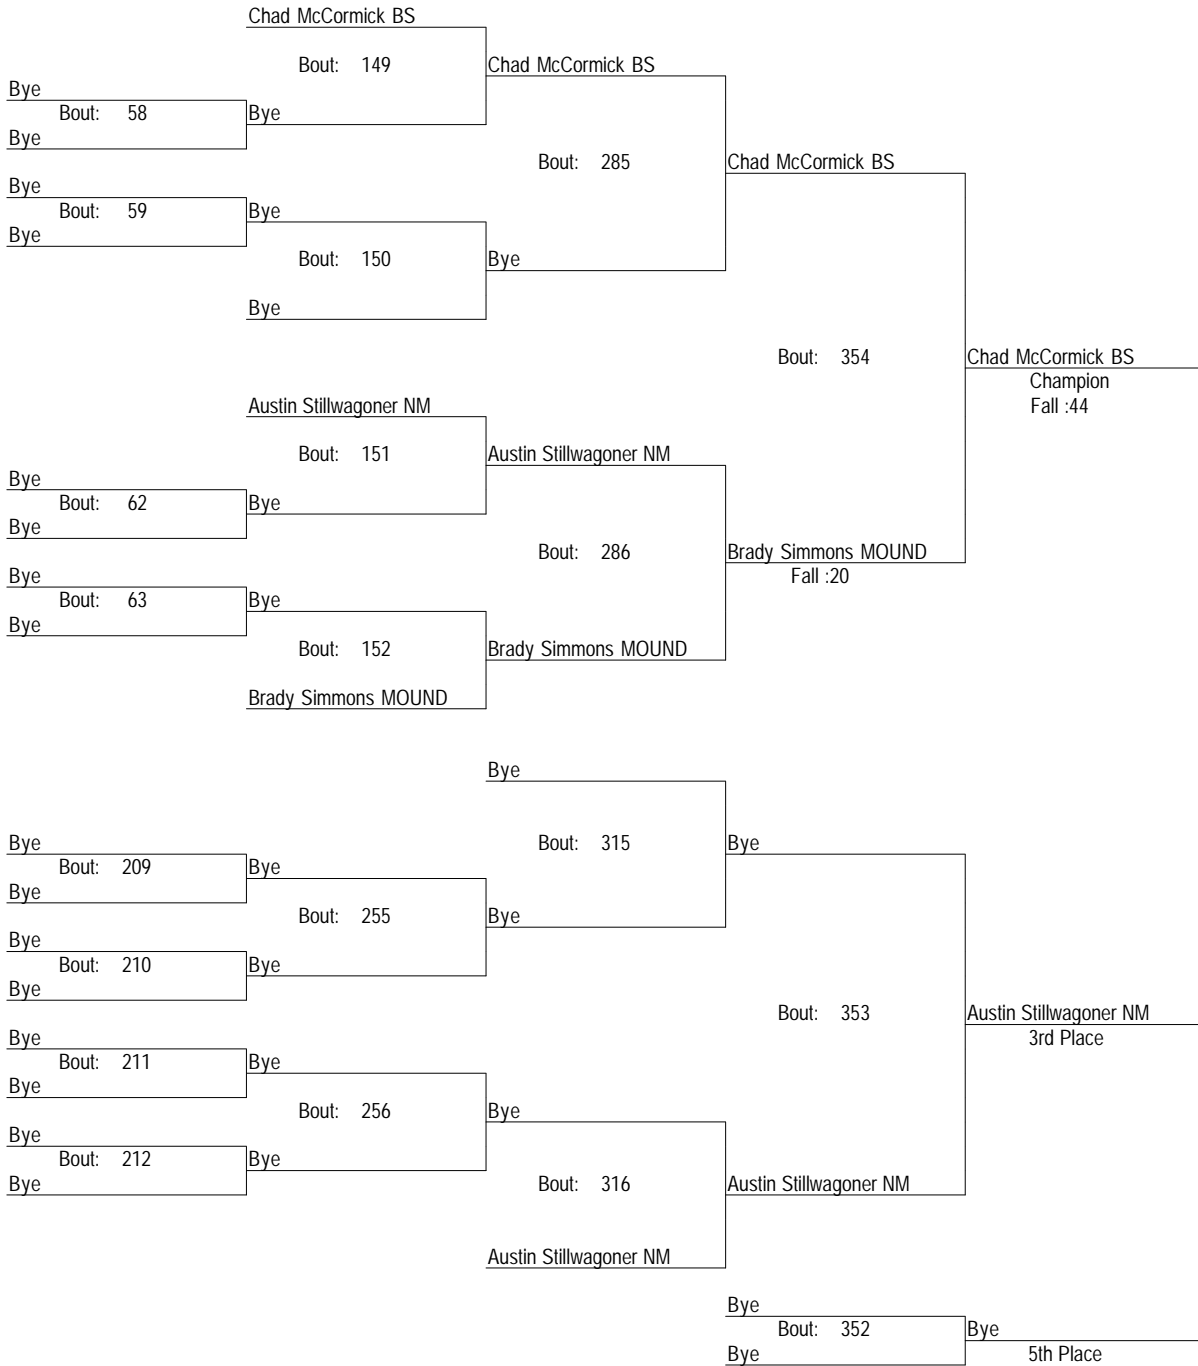 Chad McCormick BS
Bout: 149
Chad McCormick BS
Bye
Bout: 58
Bye
Bye
Bout: 285
Chad McCormick BS
Bye
Bout: 59
Bye
Bye
Bout: 150
Bye
Bye
Bout: 354
Chad McCormick BS
Champion
Fall :44
Austin Stillwagoner NM
Bout: 151
Austin Stillwagoner NM
Bye
Bout: 62
Bye
Bye
Bout: 286
Brady Simmons MOUND
Fall :20
Bye
Bout: 63
Bye
Bye
Bout: 152
Brady Simmons MOUND
Brady Simmons MOUND
Bye
Bout: 315
Bye
Bye
Bout: 209
Bye
Bye
Bout: 255
Bye
Bye
Bout: 210
Bye
Bye
Bout: 353
Austin Stillwagoner NM
3rd Place
Bye
Bout: 211
Bye
Bye
Bout: 256
Bye
Bye
Bout: 212
Bye
Bye
Bout: 316
Austin Stillwagoner NM
Austin Stillwagoner NM
Bye
Bout: 352
Bye
Bye
5th Place